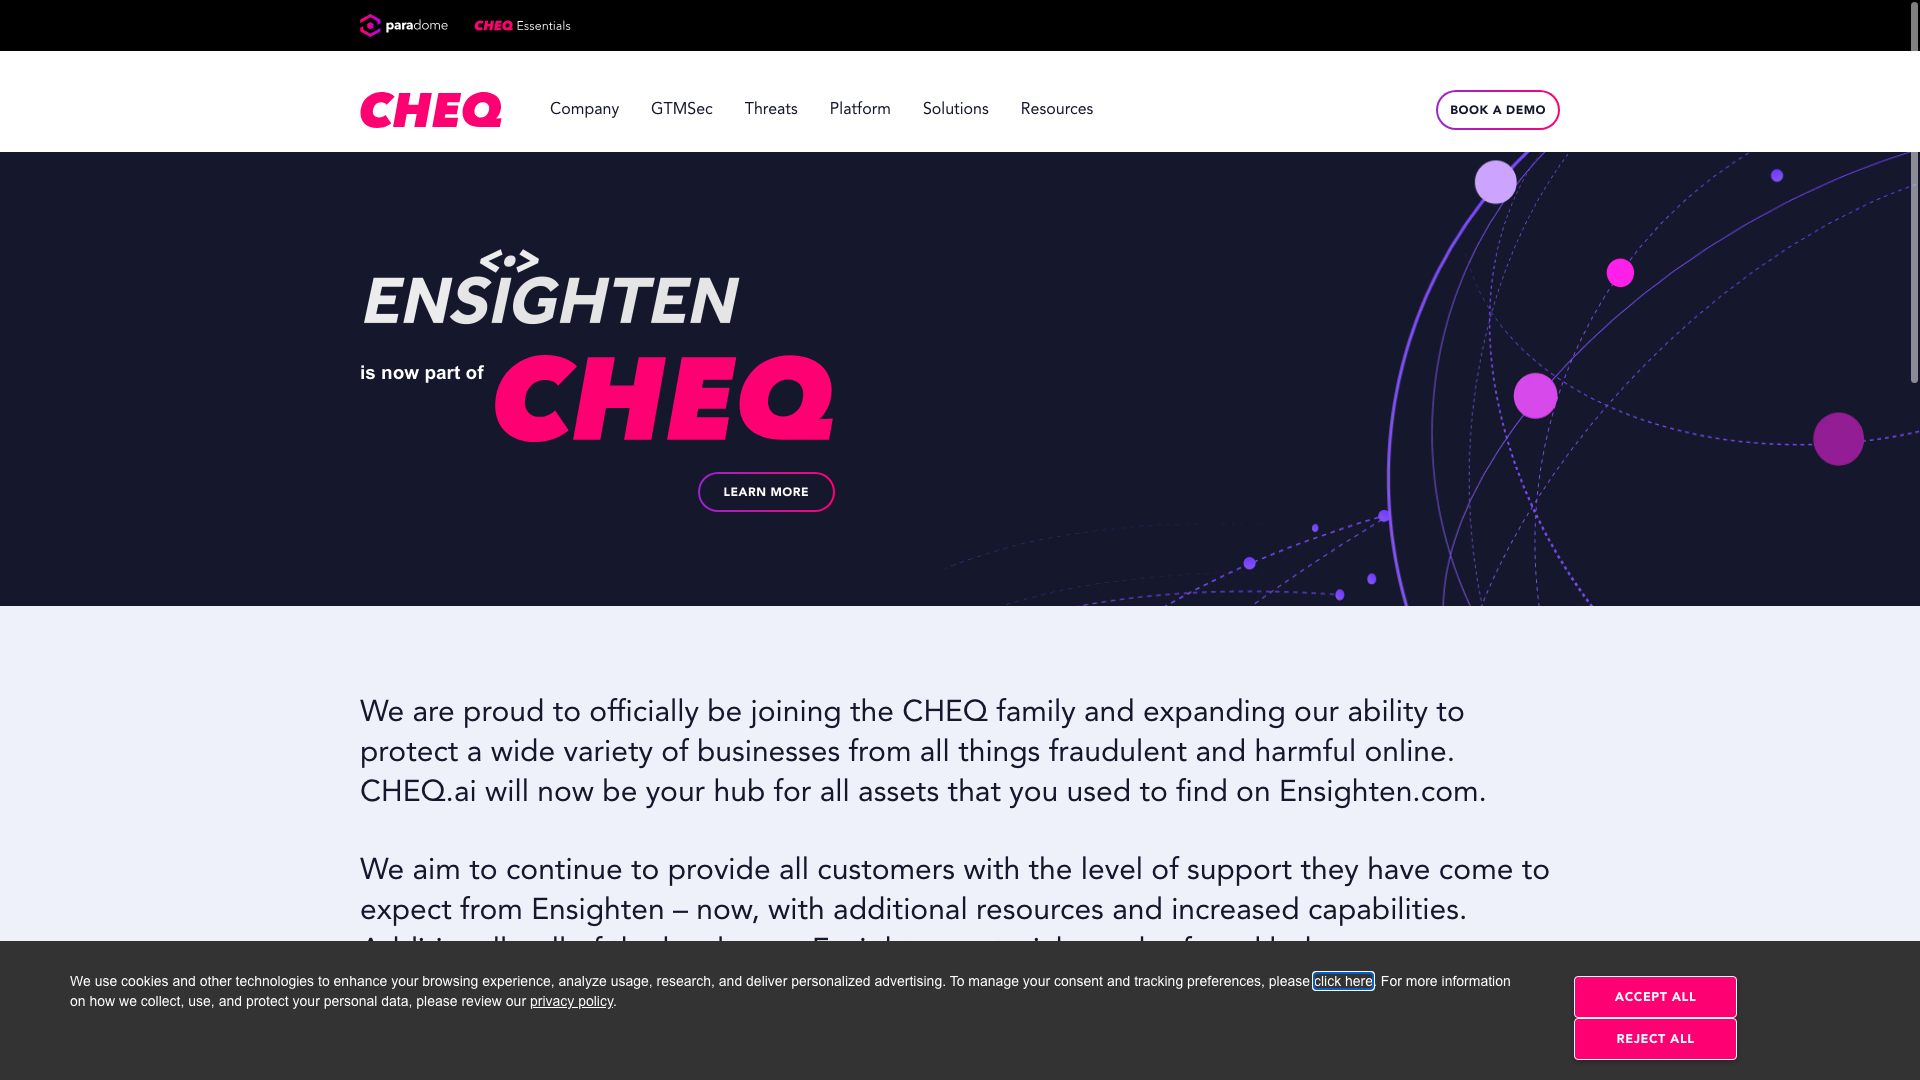 paradome
CHEQ Essentials
CHEQ
Company
GTMSec
Threats
Platform
Solutions
Resources
BOOK A DEMO
ENSIGHTEN
is now part of
CHEQ
LEARN MORE
We are proud to officially be joining the CHEQ family and expanding our ability to
protect a wide variety of businesses from all things fraudulent and harmful online.
CHEQ.ai will now be your hub for all assets that you used to find on Ensighten.com.
We aim to continue to provide all customers with the level of support they have come to
expect from Ensighten – now, with additional resources and increased capabilities.
We use cookies and other technologies to enhance your browsing experience, analyze usage, research, and deliver personalized advertising. To manage your consent and tracking preferences, please click here. For more information
on how we collect, use, and protect your personal data, please review our privacy policy.
ACCEPT ALL
REJECT ALL